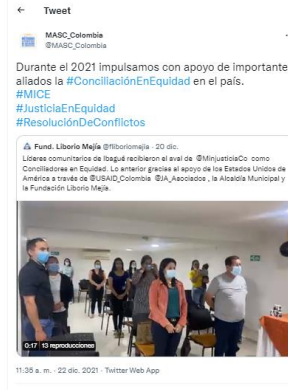 ← Tweet
MASC_Colombia
@MASC_Colombia
Durante el 2021 impulsamos con apoyo de importante
aliados la #ConciliaciónEnEquidad en el país.
#MICE
#JusticiaEnEquidad
#ResoluciónDeConflictos
Fund. Liborio Mejía @fliboriomejia · 20 dic.
Líderes comunitarios de Ibagué recibieron el aval de @MinjusticiaCo como
Conciliadores en Equidad. Lo anterior gracias al apoyo de los Estados Unidos de
América a través de @USAID_Colombia @JA_Asociados , la Alcaldía Municipal y
la Fundación Liborio Mejía.
0:17 13 reproducciones
11:35 a. m. · 22 dic. 2021 · Twitter Web App